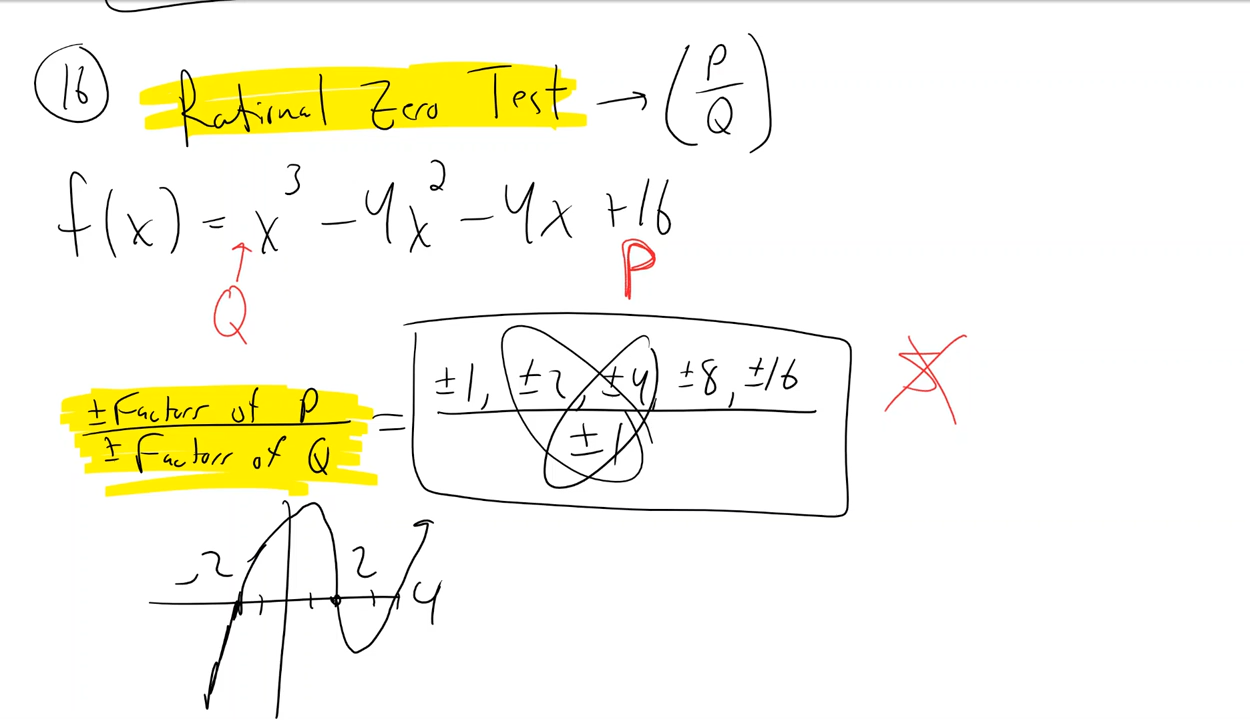 16 Rational Zero Test → (P/Q)
f(x) = x³ - 4x² - 4x + 16
Q P
± Factors of P / ± Factors of Q = ±1, ±2, ±4, ±8, ±16 / ±1
-2 2 4